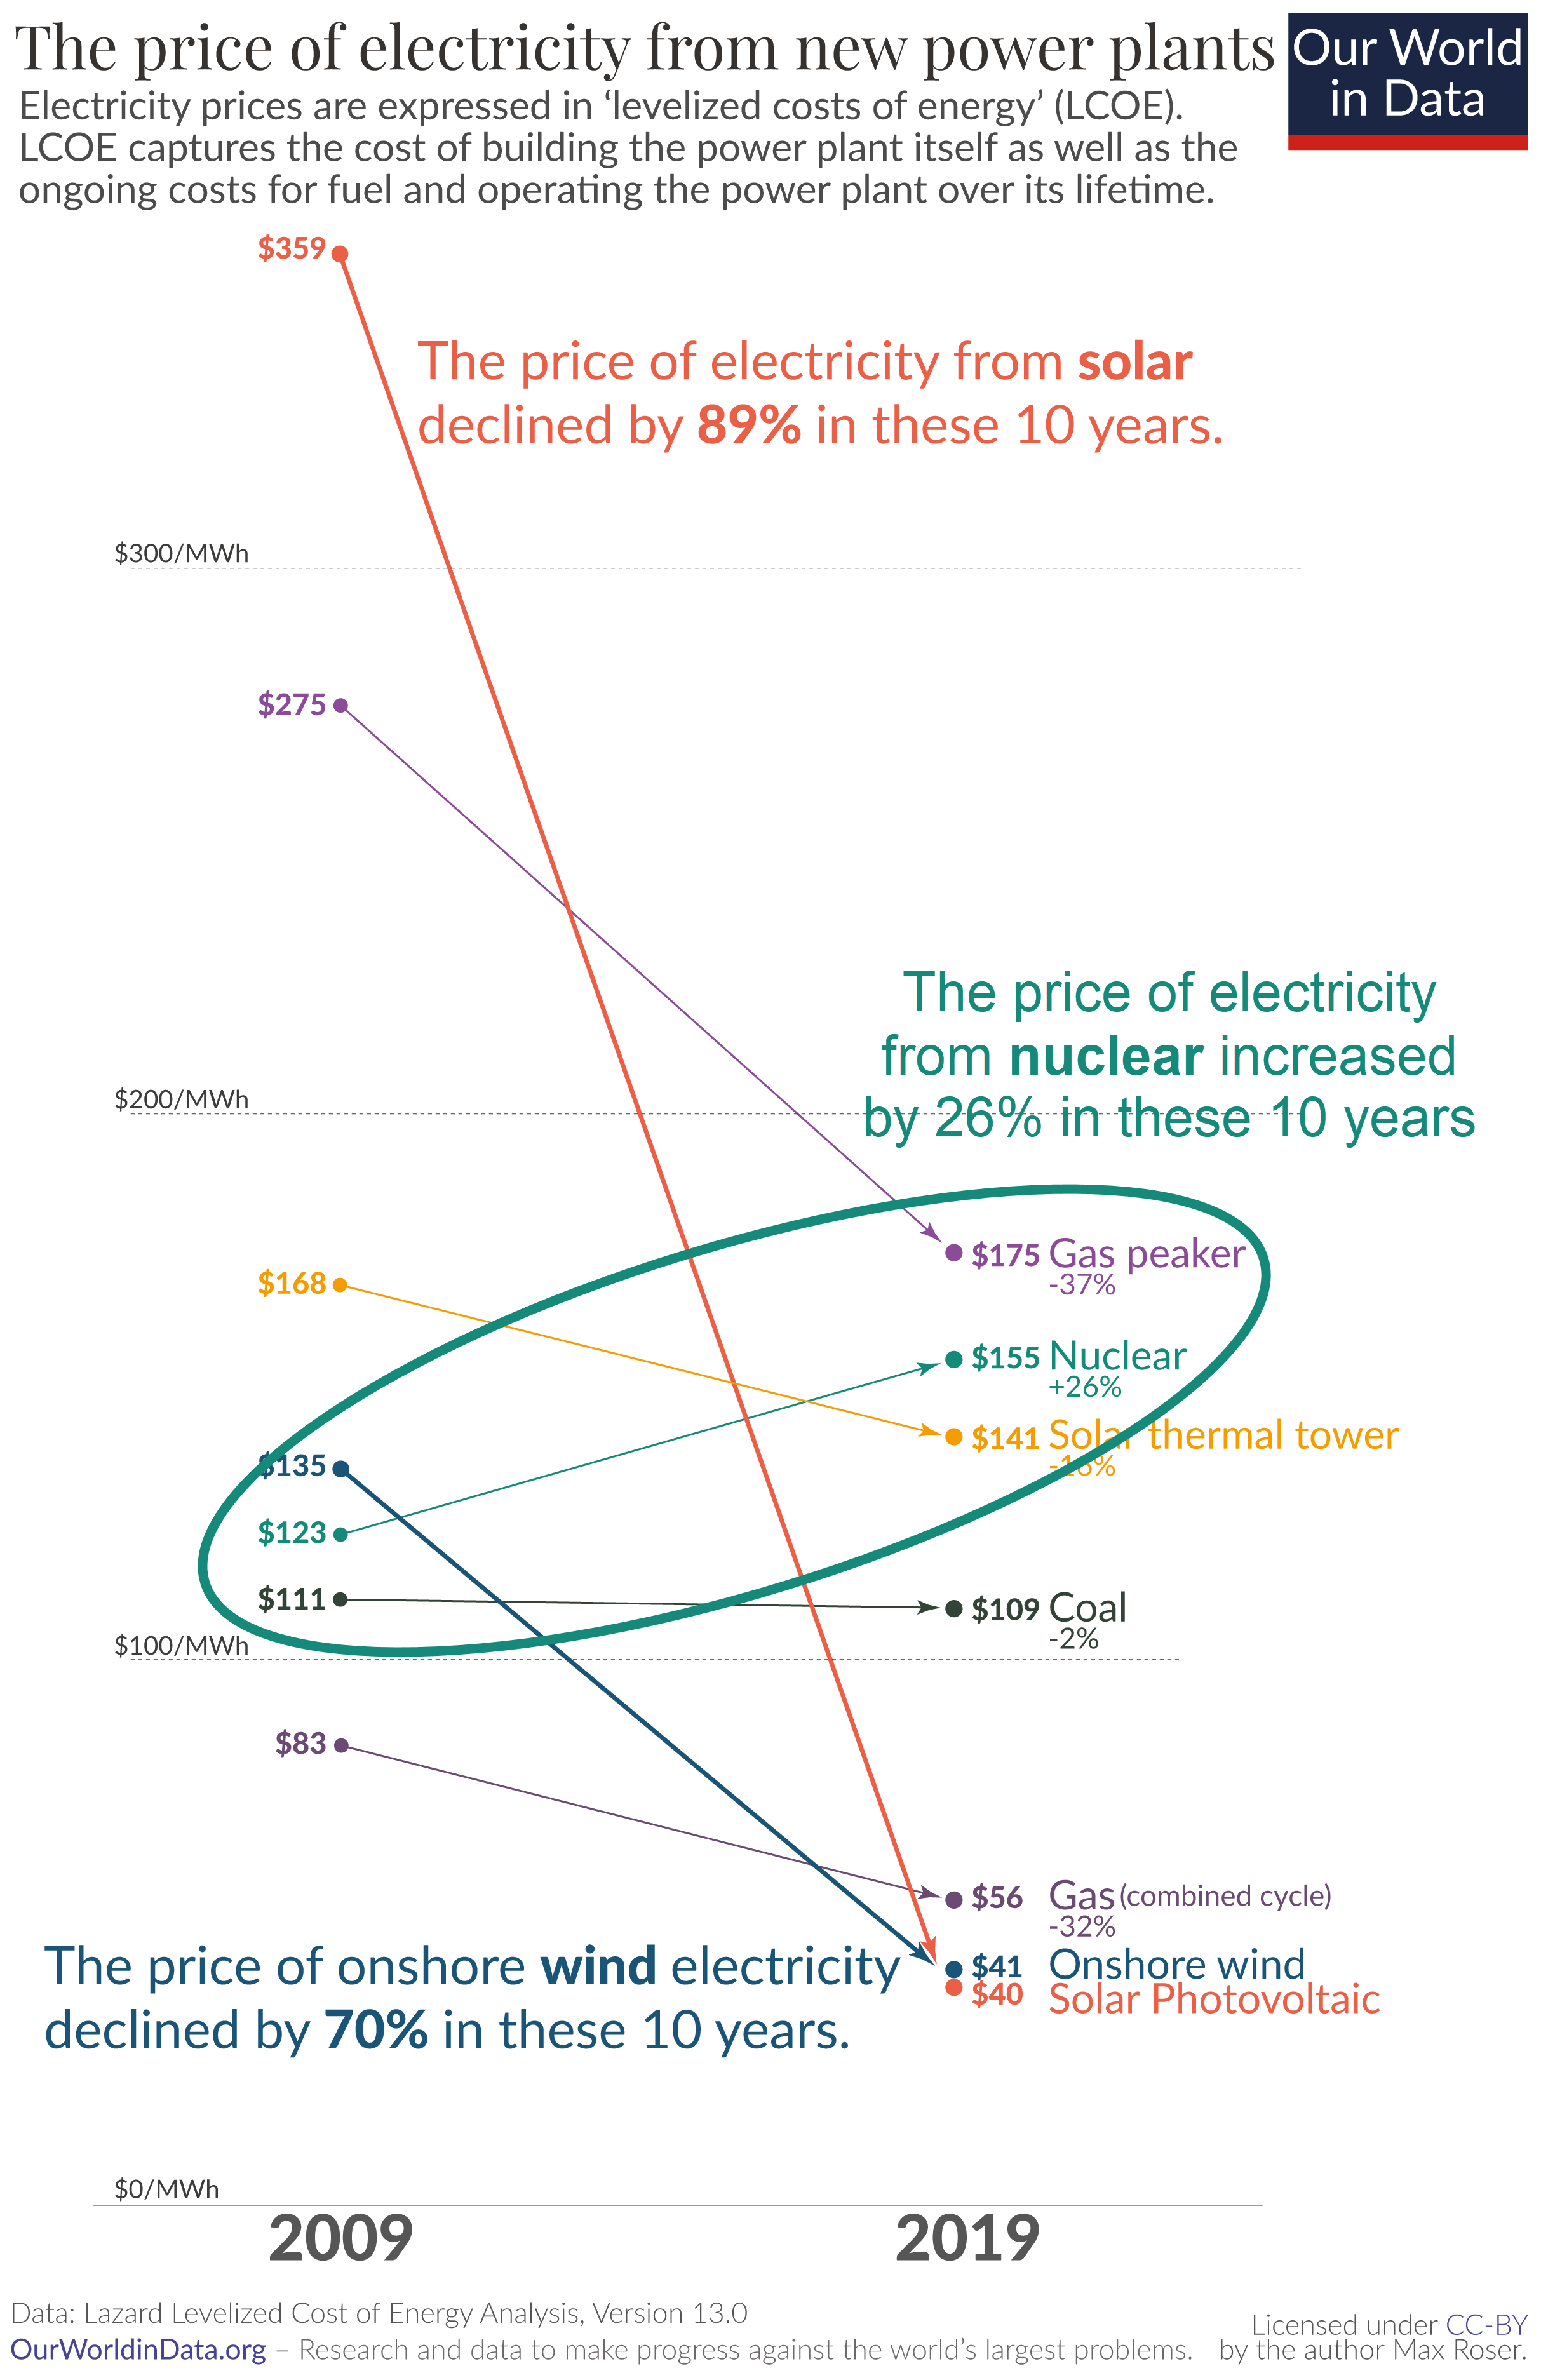 The price of electricity from new power plants
Our World
in Data
Electricity prices are expressed in ‘levelized costs of energy’ (LCOE).
LCOE captures the cost of building the power plant itself as well as the
ongoing costs for fuel and operating the power plant over its lifetime.
$359
The price of electricity from solar
declined by 89% in these 10 years.
$300/MWh
$275
The price of electricity
from nuclear increased
by 26% in these 10 years
$200/MWh
$175 Gas peaker
-37%
$168
$155 Nuclear
+26%
$141 Solar thermal tower
-16%
$135
$123
$111
$109 Coal
-2%
$100/MWh
$83
$56 Gas (combined cycle)
-32%
The price of onshore wind electricity
declined by 70% in these 10 years.
$41 Onshore wind
$40 Solar Photovoltaic
$0/MWh
2009
2019
Data: Lazard Levelized Cost of Energy Analysis, Version 13.0
OurWorldinData.org – Research and data to make progress against the world’s largest problems.
Licensed under CC-BY
by the author Max Roser.